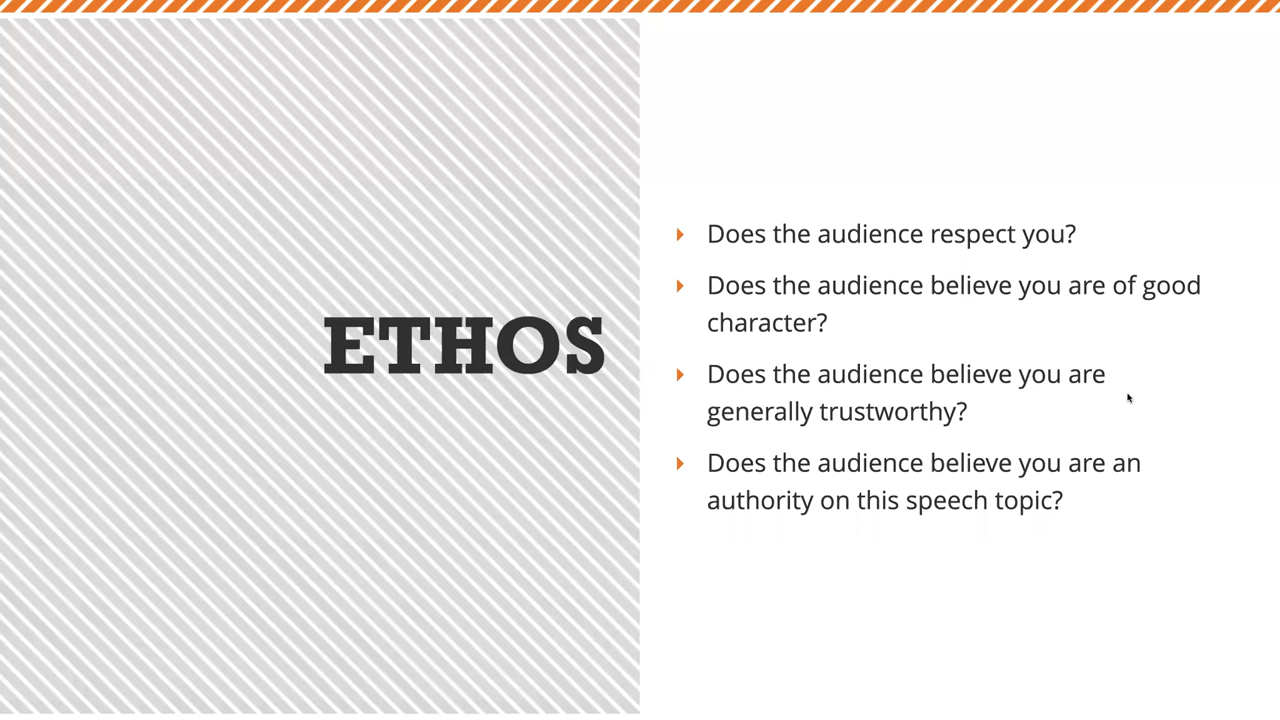 ETHOS
Does the audience respect you?
Does the audience believe you are of good
character?
Does the audience believe you are
generally trustworthy?
Does the audience believe you are an
authority on this speech topic?